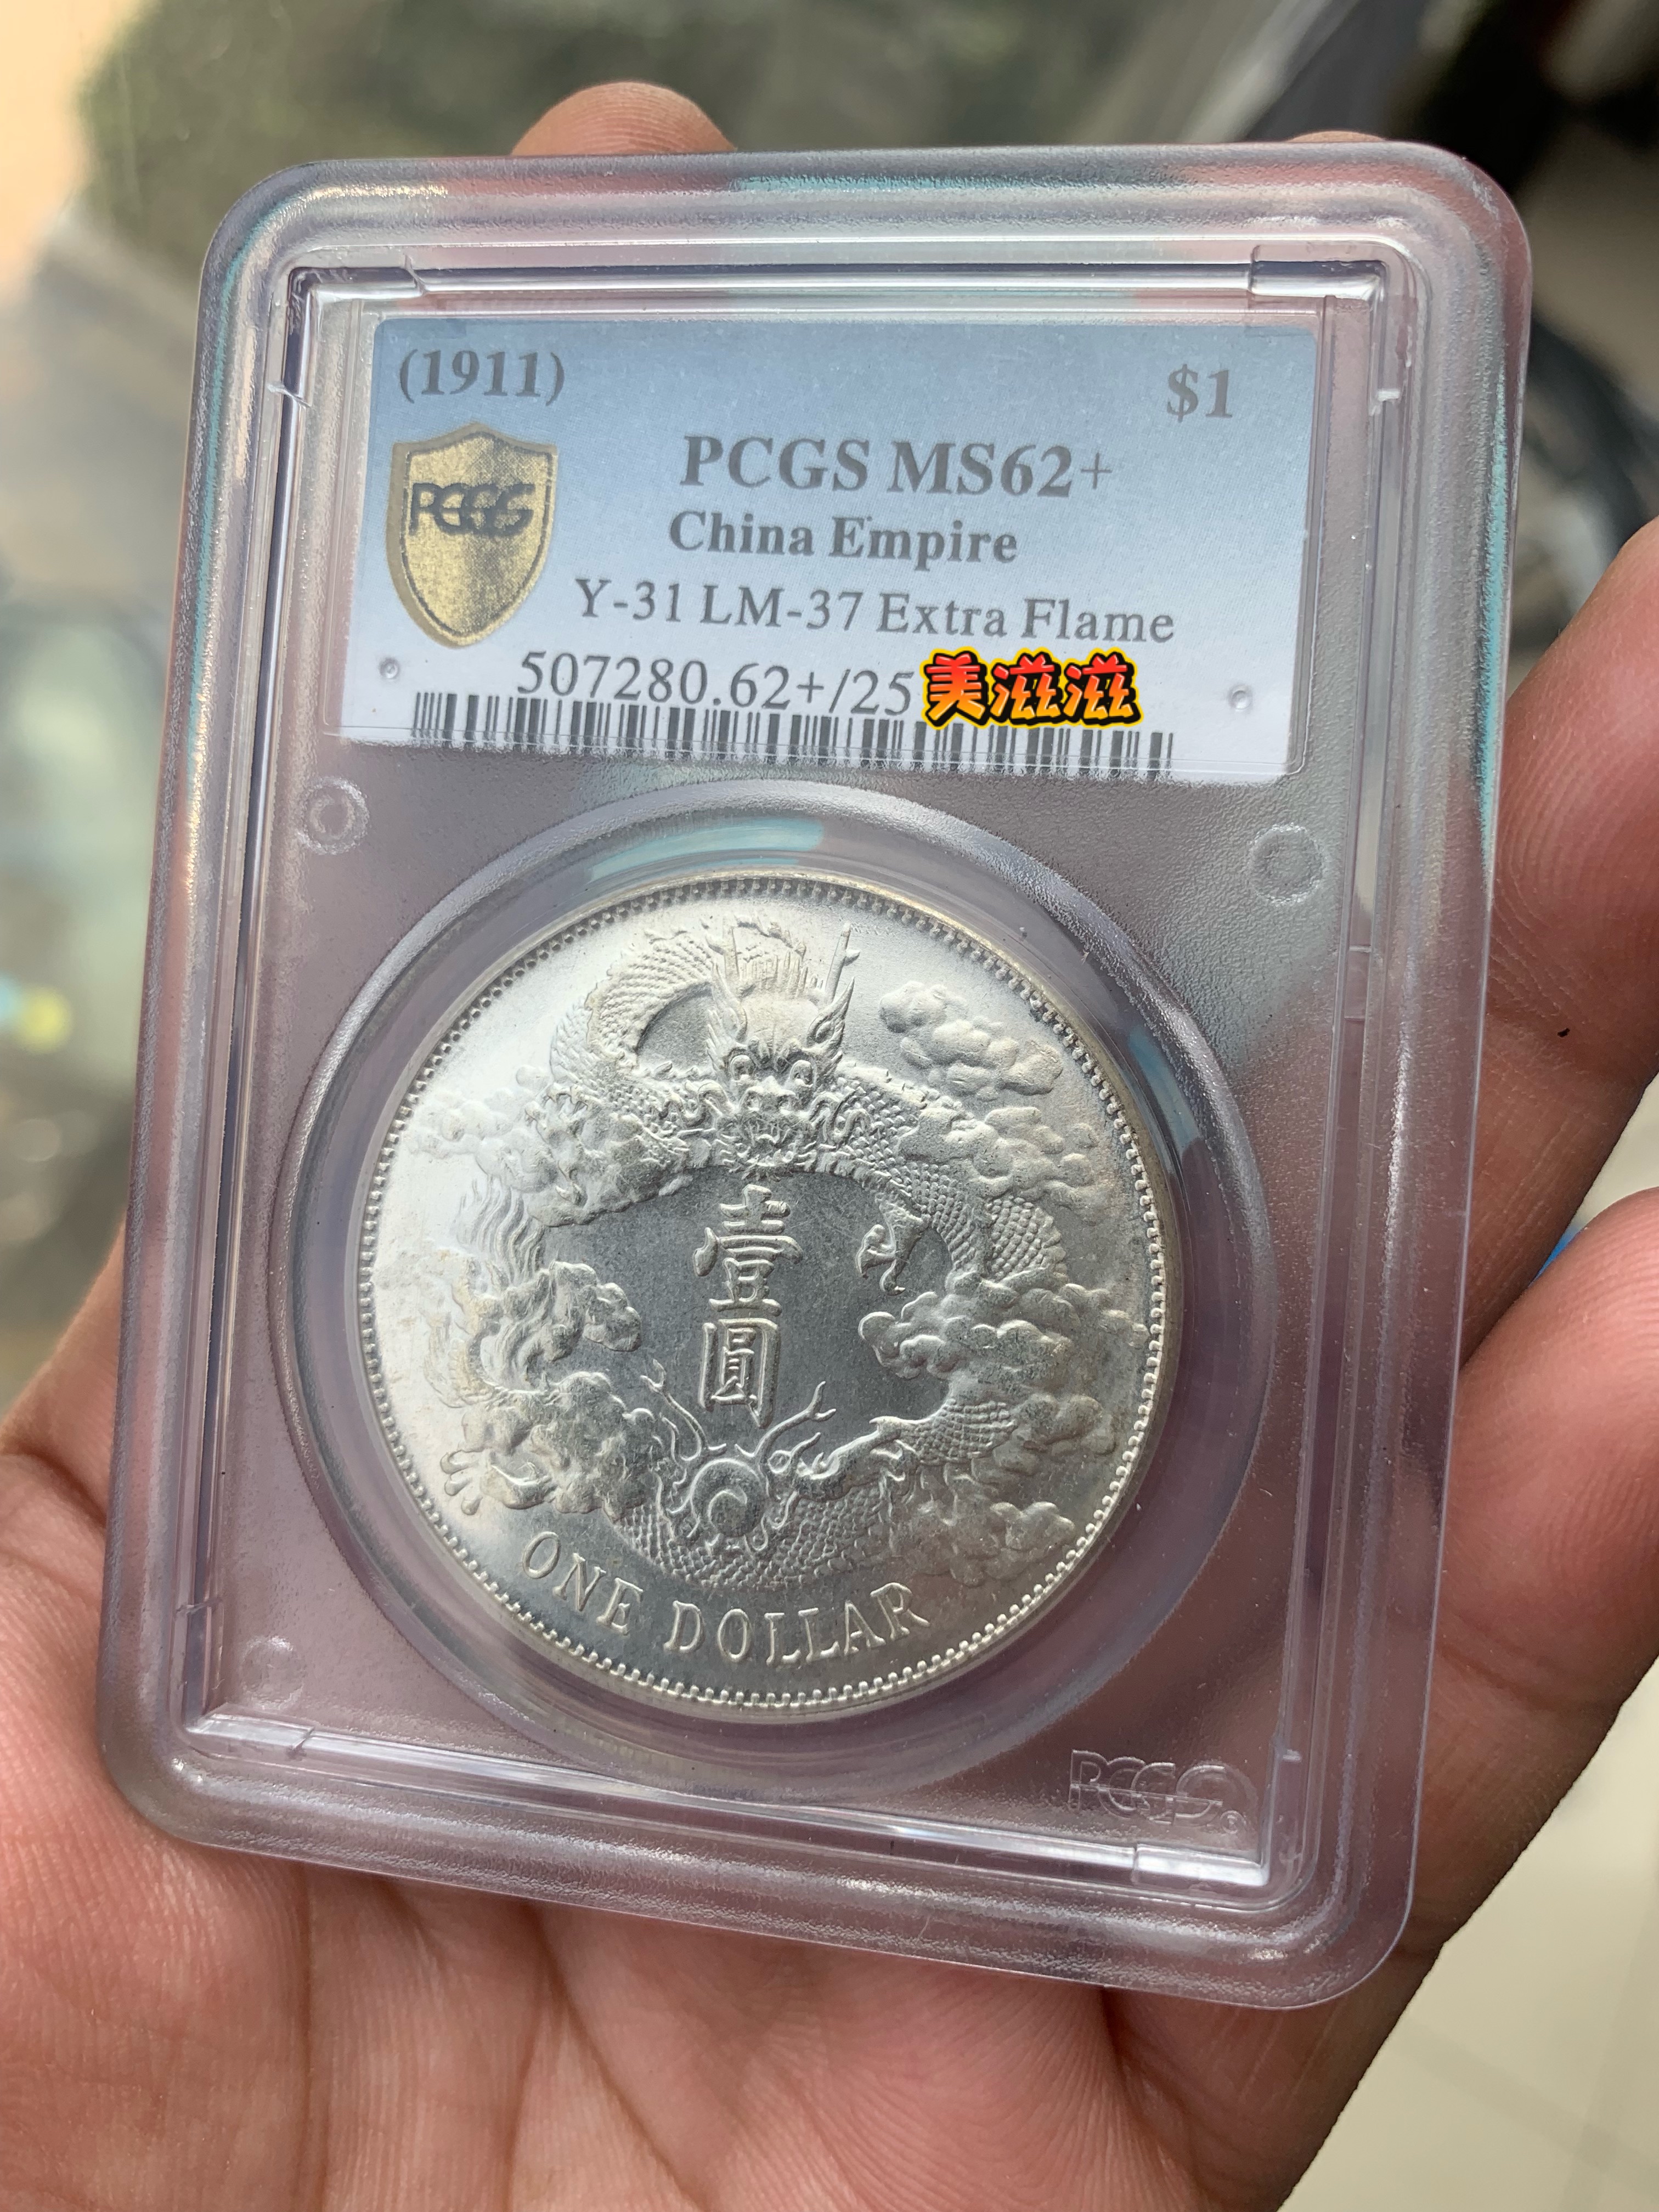 (1911) $1
PCGS MS62+
PCGS
China Empire
Y-31 LM-37 Extra Flame
507280.62+/25 美滋滋
壹圓
ONE DOLLAR
PCGS